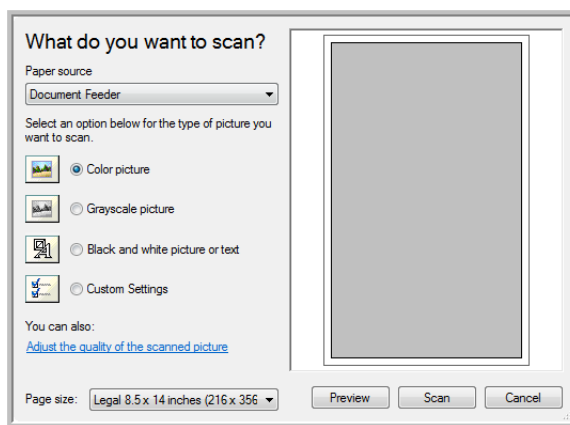 What do you want to scan?
Paper source
Document Feeder
Select an option below for the type of picture you
want to scan.
Color picture
Grayscale picture
Black and white picture or text
Custom Settings
You can also:
Adjust the quality of the scanned picture
Page size: Legal 8.5 x 14 inches (216 x 356 Preview Scan Cancel